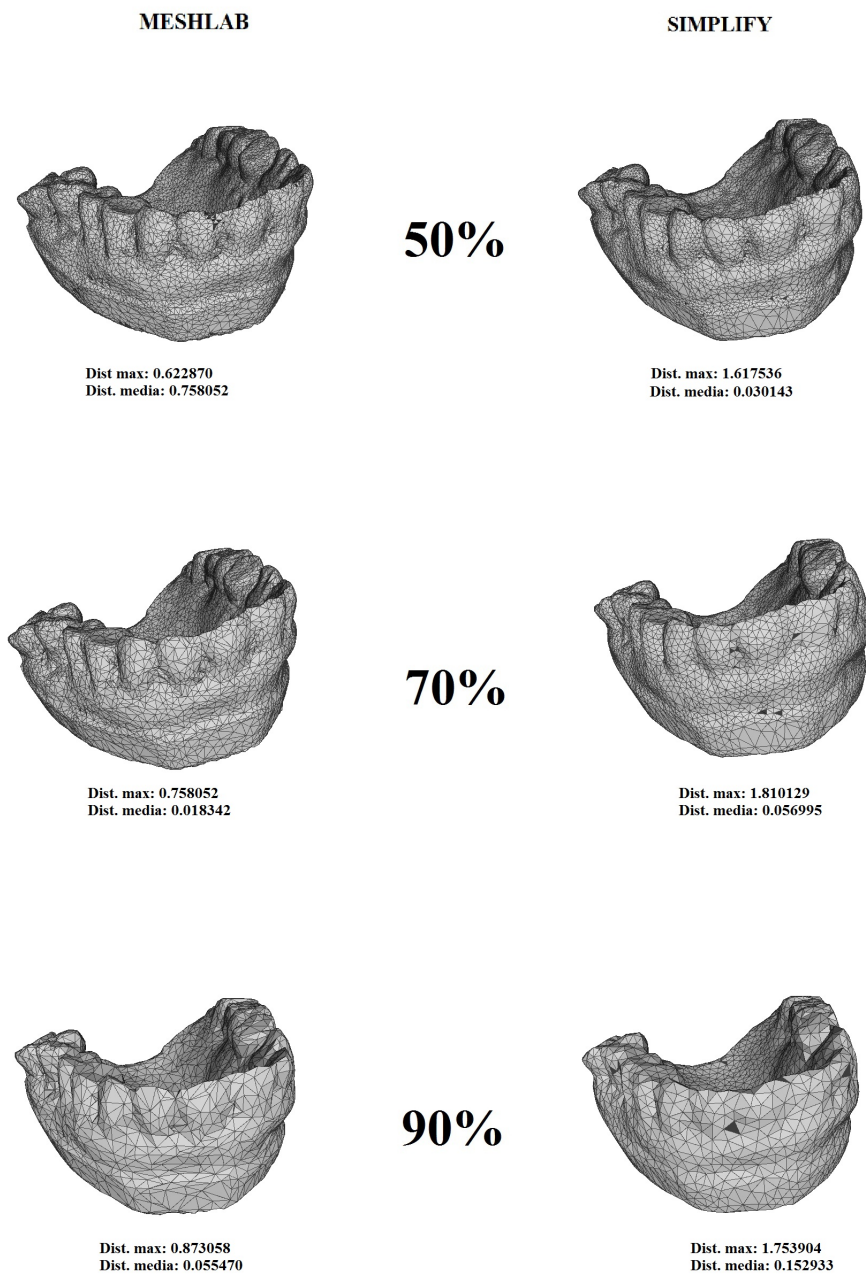 MESHLAB
SIMPLIFY
50%
Dist max: 0.622870
Dist. media: 0.758052
Dist. max: 1.617536
Dist. media: 0.030143
70%
Dist. max: 0.758052
Dist. media: 0.018342
Dist. max: 1.810129
Dist. media: 0.056995
90%
Dist. max: 0.873058
Dist. media: 0.055470
Dist. max: 1.753904
Dist. media: 0.152933